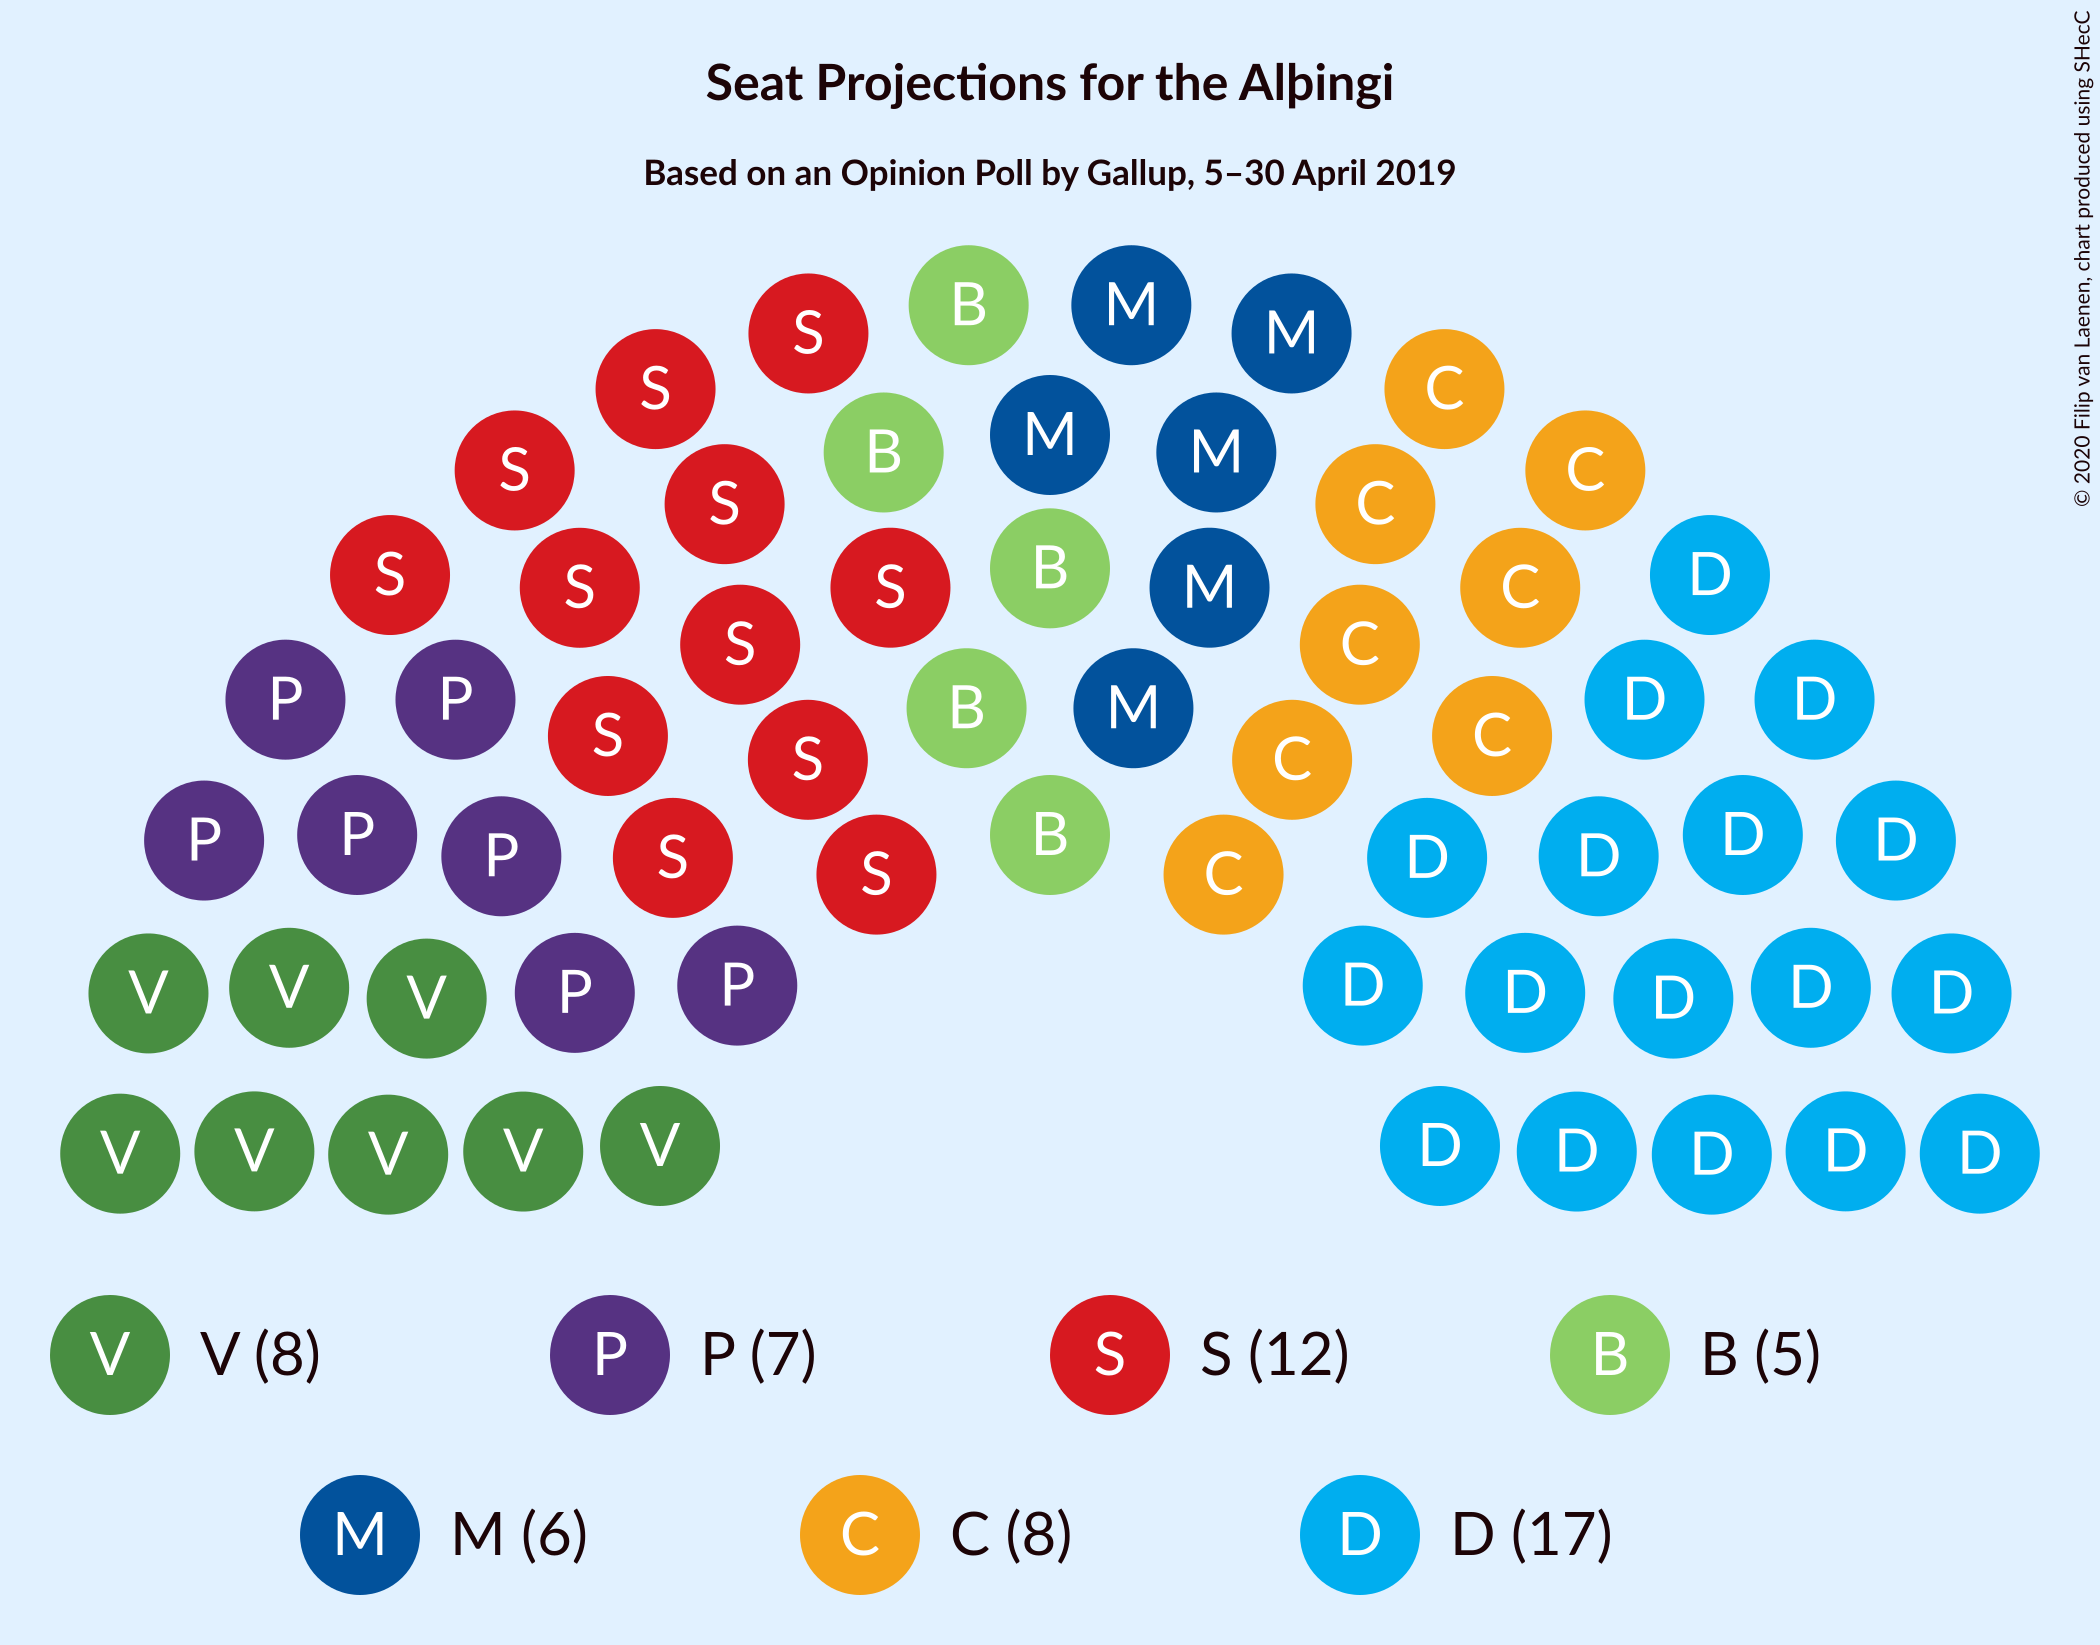 Seat Projections for the Alþingi
Based on an Opinion Poll by Gallup, 5–30 April 2019
© 2020 Filip van Laenen, chart produced using SHecC
B M
S M
S C
M
S B M C
S C
B
S S S M C D
S C
P P B M D D
S C
S C
P P P S S B C D D D D
V V V P P D D D D D
V V V V V D D D D D
V V (8) P P (7) S S (12) B B (5)
M M (6) C C (8) D D (17)